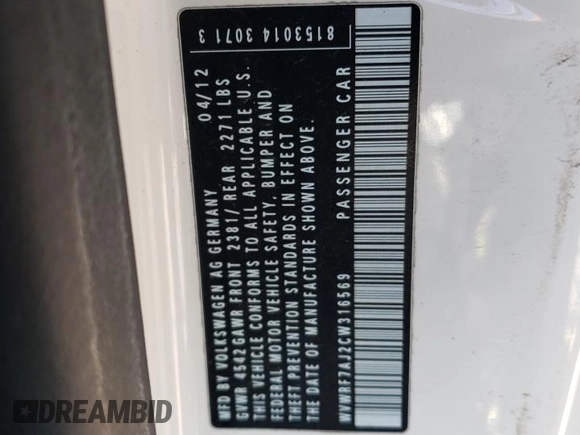 8153014 3071 3
MFD BY VOLKSWAGEN AG GERMANY 04/12
GVWR 4542 GAWR FRONT 2381/ REAR 2271 LBS
THIS VEHICLE CONFORMS TO ALL APPLICABLE U.S.
FEDERAL MOTOR VEHICLE SAFETY, BUMPER AND
THEFT PREVENTION STANDARDS IN EFFECT ON
THE DATE OF MANUFACTURE SHOWN ABOVE.
WVWWF7AJ2CW316569 PASSENGER CAR
DREAMBID